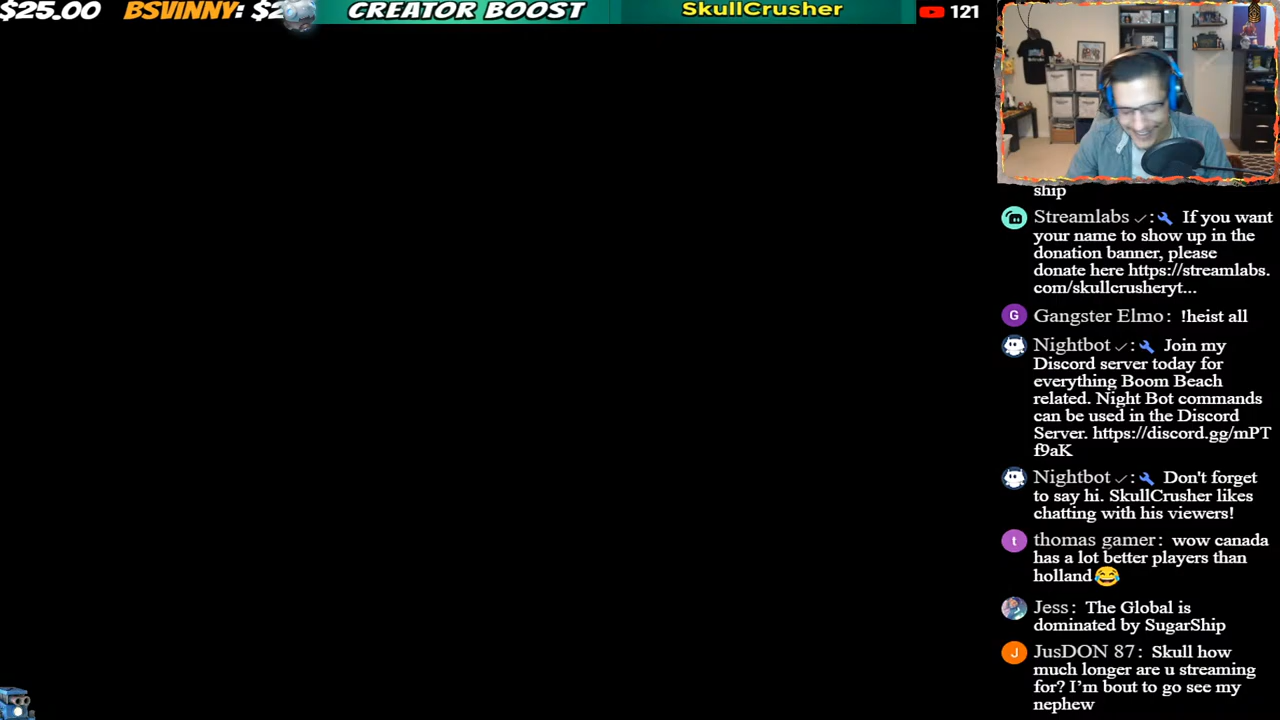 $25.00 BSVINNY: $2
CREATOR BOOST
SkullCrusher
121
ship
Streamlabs ✓: If you want
your name to show up in the
donation banner, please
donate here https://streamlabs.
com/skullcrusheryt...
G Gangster Elmo: !heist all
Nightbot ✓: Join my
Discord server today for
everything Boom Beach
related. Night Bot commands
can be used in the Discord
Server. https://discord.gg/mPT
f9aK
Nightbot ✓: Don't forget
to say hi. SkullCrusher likes
chatting with his viewers!
t thomas gamer: wow canada
has a lot better players than
holland😂
Jess: The Global is
dominated by SugarShip
J JusDON 87: Skull how
much longer are u streaming
for? I’m bout to go see my
nephew